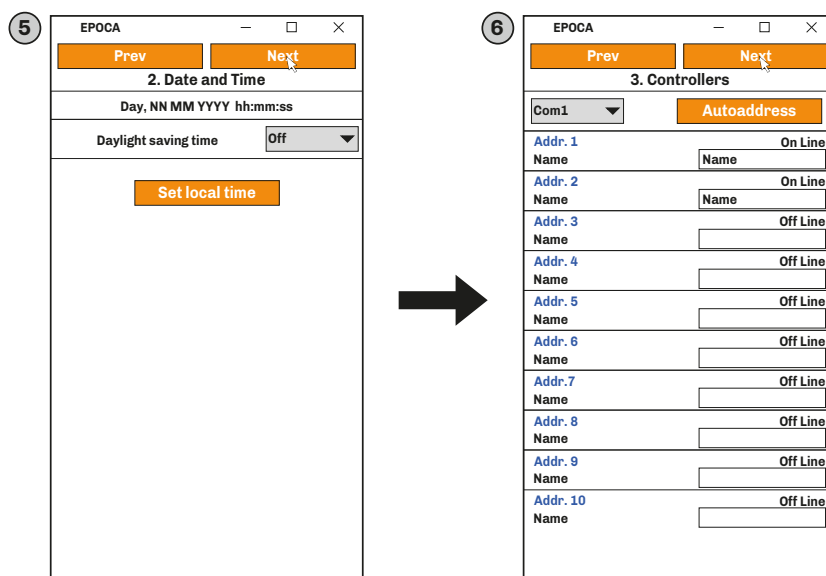 5
EPOCA
Prev Next
2. Date and Time
Day, NN MM YYYY hh:mm:ss
Daylight saving time Off
Set local time
6
EPOCA
Prev Next
3. Controllers
Com1 Autoaddress
Addr. 1 On Line
Name Name
Addr. 2 On Line
Name Name
Addr. 3 Off Line
Name
Addr. 4 Off Line
Name
Addr. 5 Off Line
Name
Addr. 6 Off Line
Name
Addr.7 Off Line
Name
Addr. 8 Off Line
Name
Addr. 9 Off Line
Name
Addr. 10 Off Line
Name